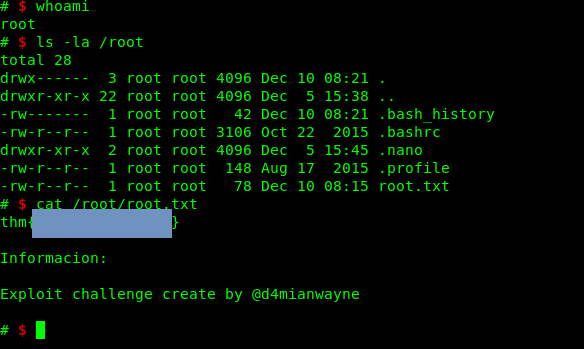 # $ whoami
root
# $ ls -la /root
total 28
drwx------  3 root root 4096 Dec 10 08:21 .
drwxr-xr-x 22 root root 4096 Dec  5 15:38 ..
-rw-------  1 root root   42 Dec 10 08:21 .bash_history
-rw-r--r--  1 root root 3106 Oct 22  2015 .bashrc
drwxr-xr-x  2 root root 4096 Dec  5 15:45 .nano
-rw-r--r--  1 root root  148 Aug 17  2015 .profile
-rw-r--r--  1 root root   78 Dec 10 08:15 root.txt
# $ cat /root/root.txt
thm{}
Informacion:
Exploit challenge create by @d4mianwayne
# $